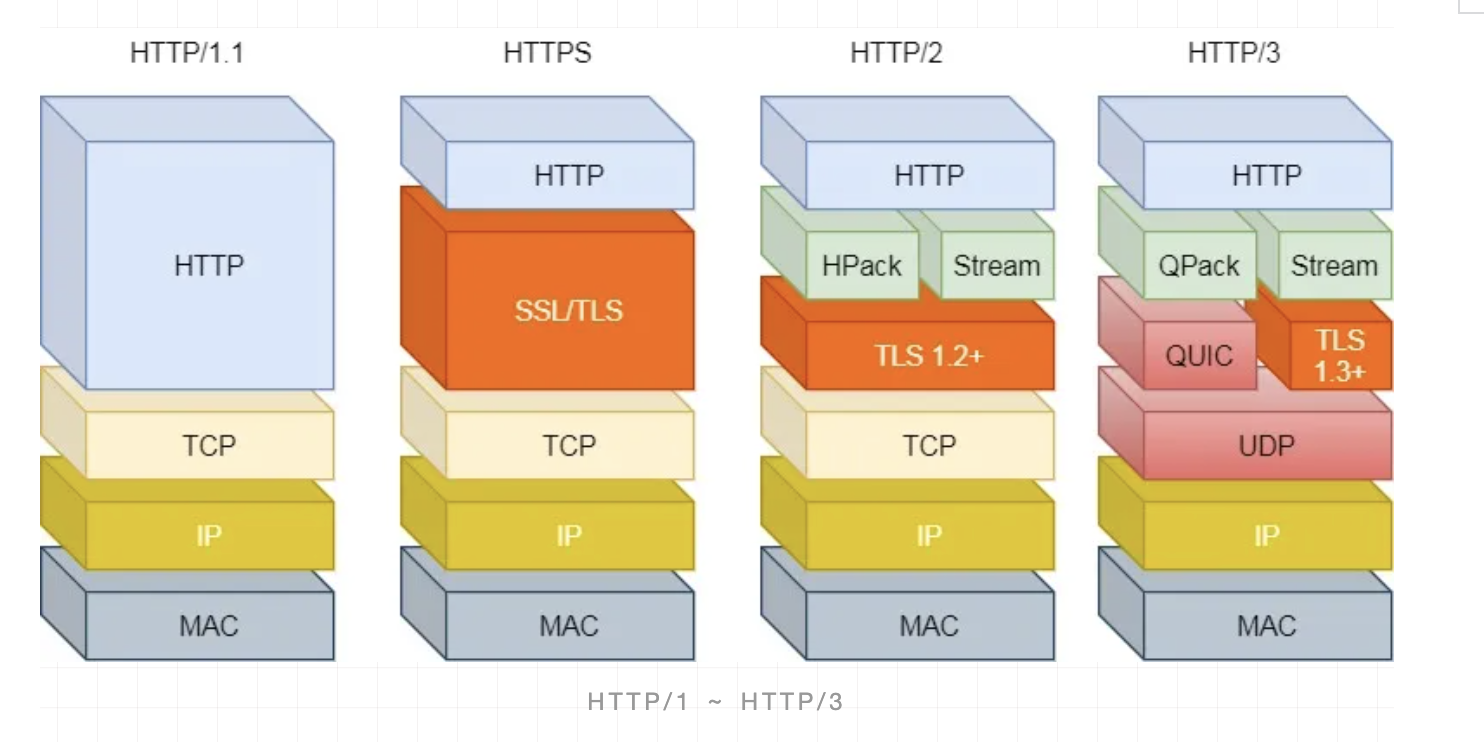 HTTP/1.1
HTTPS
HTTP/2
HTTP/3
HTTP
TCP
IP
MAC
HTTP
SSL/TLS
TCP
IP
MAC
HTTP
HPack
Stream
TLS 1.2+
TCP
IP
MAC
HTTP
QPack
Stream
QUIC
TLS
1.3+
UDP
IP
MAC
HTTP/1 ~ HTTP/3